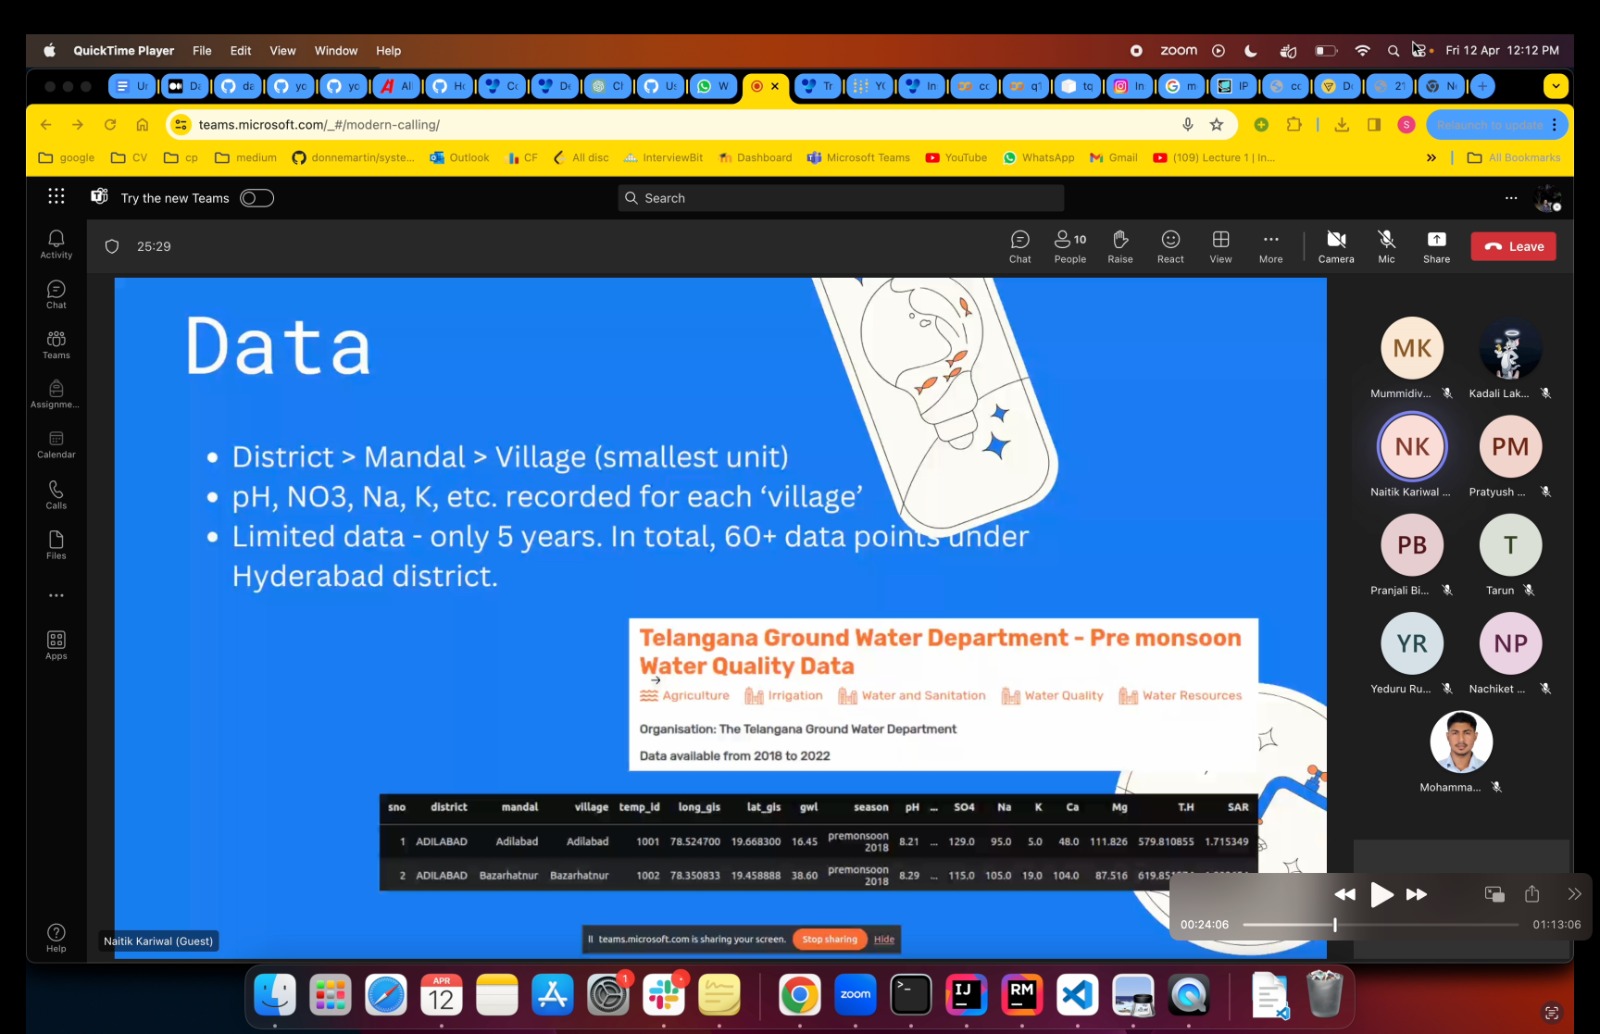 QuickTime Player File Edit View Window Help zoom Fri 12 Apr 12:12 PM
teams.microsoft.com/_#/modern-calling/ Relaunch to update
google CV cp medium donnemartin/syste... Outlook CF All disc InterviewBit Dashboard Microsoft Teams YouTube WhatsApp Gmail (109) Lecture 1 | In... » All Bookmarks
Try the new Teams Search
25:29 Chat 10 People Raise React View More Camera Mic Share Leave
Activity
Chat
Teams
Assignme...
Calendar
Calls
Files
Apps
Help
Data
• District > Mandal > Village (smallest unit)
• pH, NO3, Na, K, etc. recorded for each ‘village’
• Limited data - only 5 years. In total, 60+ data points under
Hyderabad district.
Telangana Ground Water Department - Pre monsoon
Water Quality Data
Agriculture Irrigation Water and Sanitation Water Quality Water Resources
Organisation: The Telangana Ground Water Department
Data available from 2018 to 2022
sno district mandal village temp_id long_gis lat_gis gwl season pH ... SO4 Na K Ca Mg T.H SAR
1 ADILABAD Adilabad Adilabad 1001 78.524700 19.668300 16.45 premonsoon 2018 8.21 ... 129.0 95.0 5.0 48.0 111.826 579.810855 1.715349
2 ADILABAD Bazarhatnur Bazarhatnur 1002 78.350833 19.458888 38.60 premonsoon 2018 8.29 ... 115.0 105.0 19.0 104.0 87.516
teams.microsoft.com is sharing your screen. Stop sharing Hide
Naitik Kariwal (Guest)
MK
Mummidiv... Kadali Lak...
NK PM
Naitik Kariwal ... Pratyush ...
PB T
Pranjali Bi... Tarun
YR NP
Yeduru Ru... Nachiket ...
Mohamma...
00:24:06 01:13:06
APR
12
1
zoom
IJ
RM